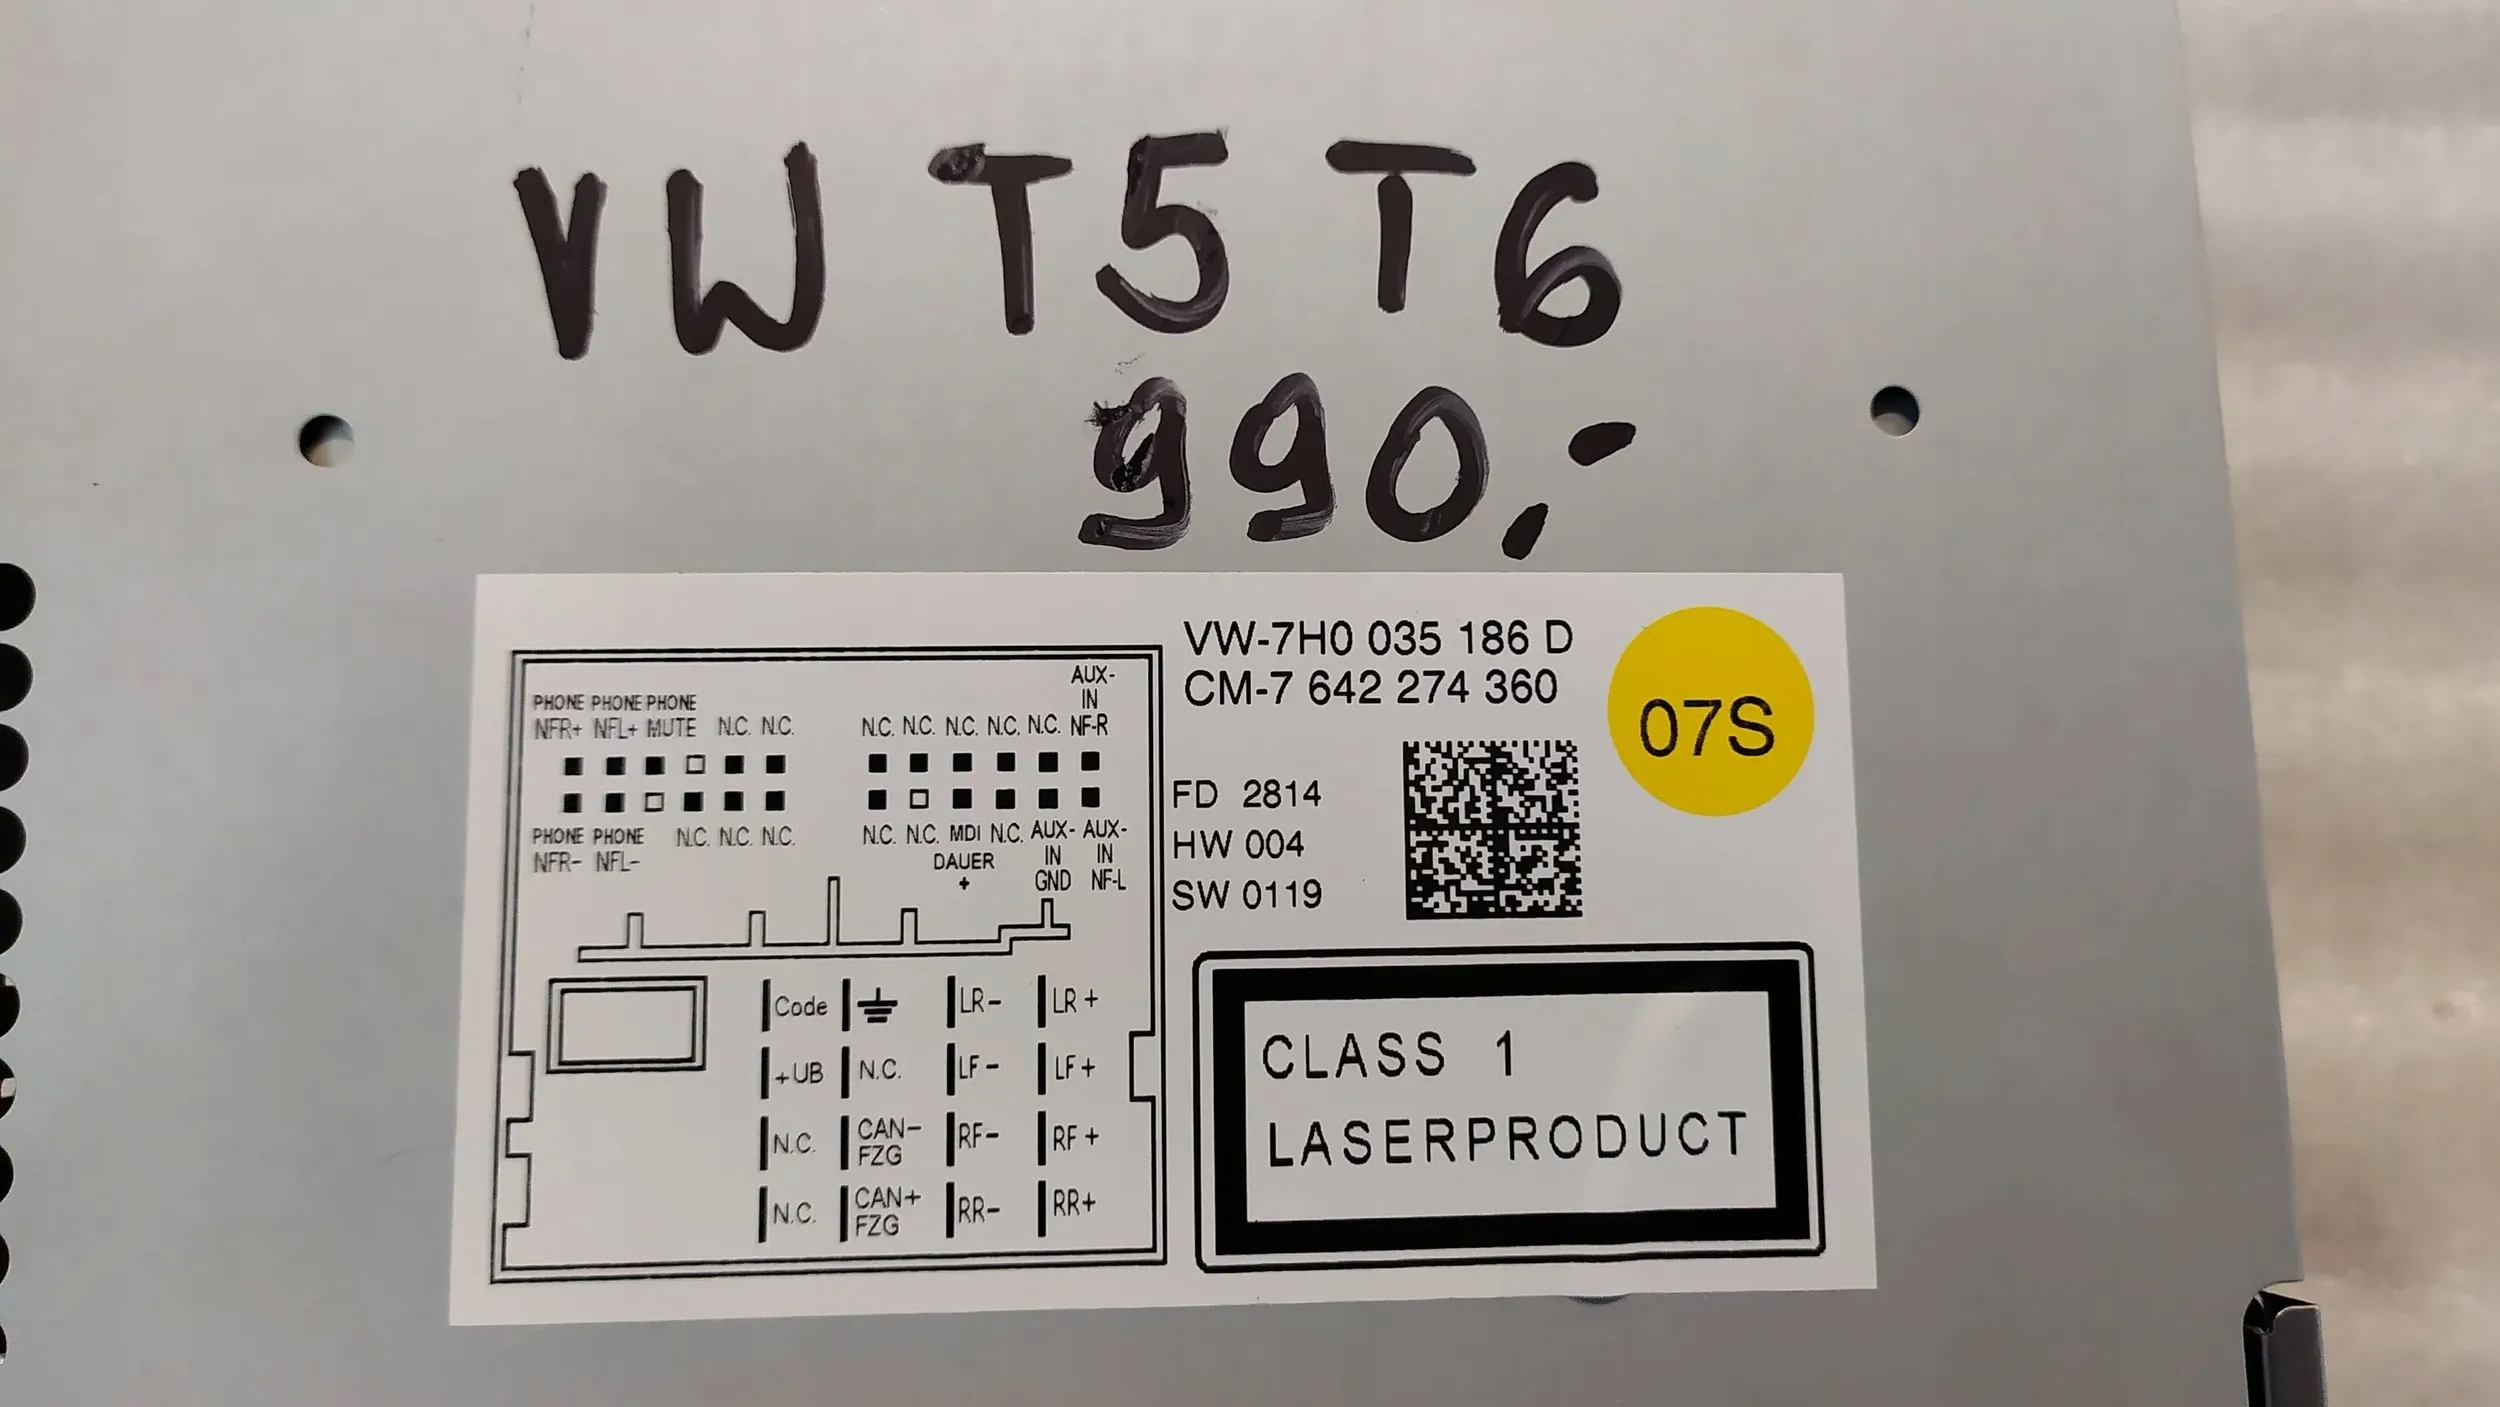 VW T5 T6
990,-
VW-7H0 035 186 D
CM-7 642 274 360
07S
FD 2814
HW 004
SW 0119
AUX-
PHONE PHONE PHONE IN
NFR+ NFL+ MUTE N.C. N.C. N.C. N.C. N.C. N.C. N.C. NF-R
PHONE PHONE N.C. N.C. N.C. N.C. N.C. MDI N.C. AUX- AUX-
NFR- NFL- DAUER IN IN
+ GND NF-L
Code LR- LR+
+UB N.C. LF- LF+
N.C. CAN- FZG RF- RF+
N.C. CAN+ FZG RR- RR+
CLASS 1
LASERPRODUCT